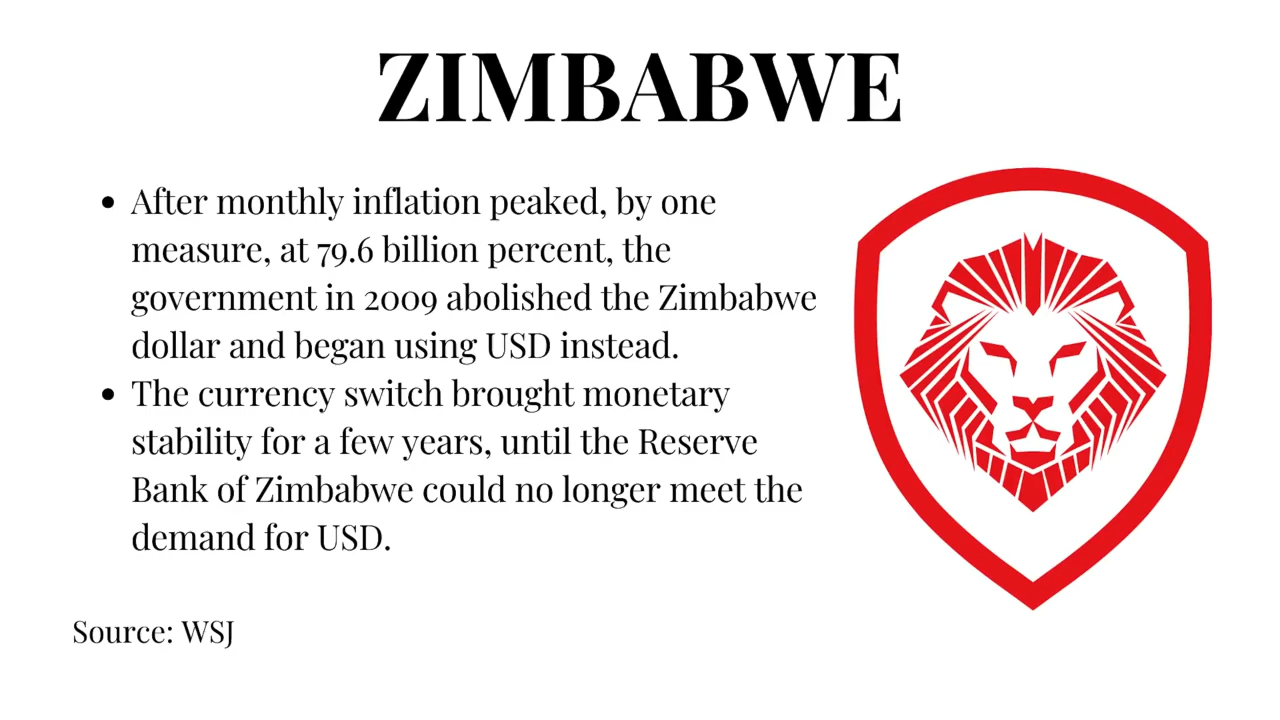 ZIMBABWE
• After monthly inflation peaked, by one
measure, at 79.6 billion percent, the
government in 2009 abolished the Zimbabwe
dollar and began using USD instead.
• The currency switch brought monetary
stability for a few years, until the Reserve
Bank of Zimbabwe could no longer meet the
demand for USD.
Source: WSJ